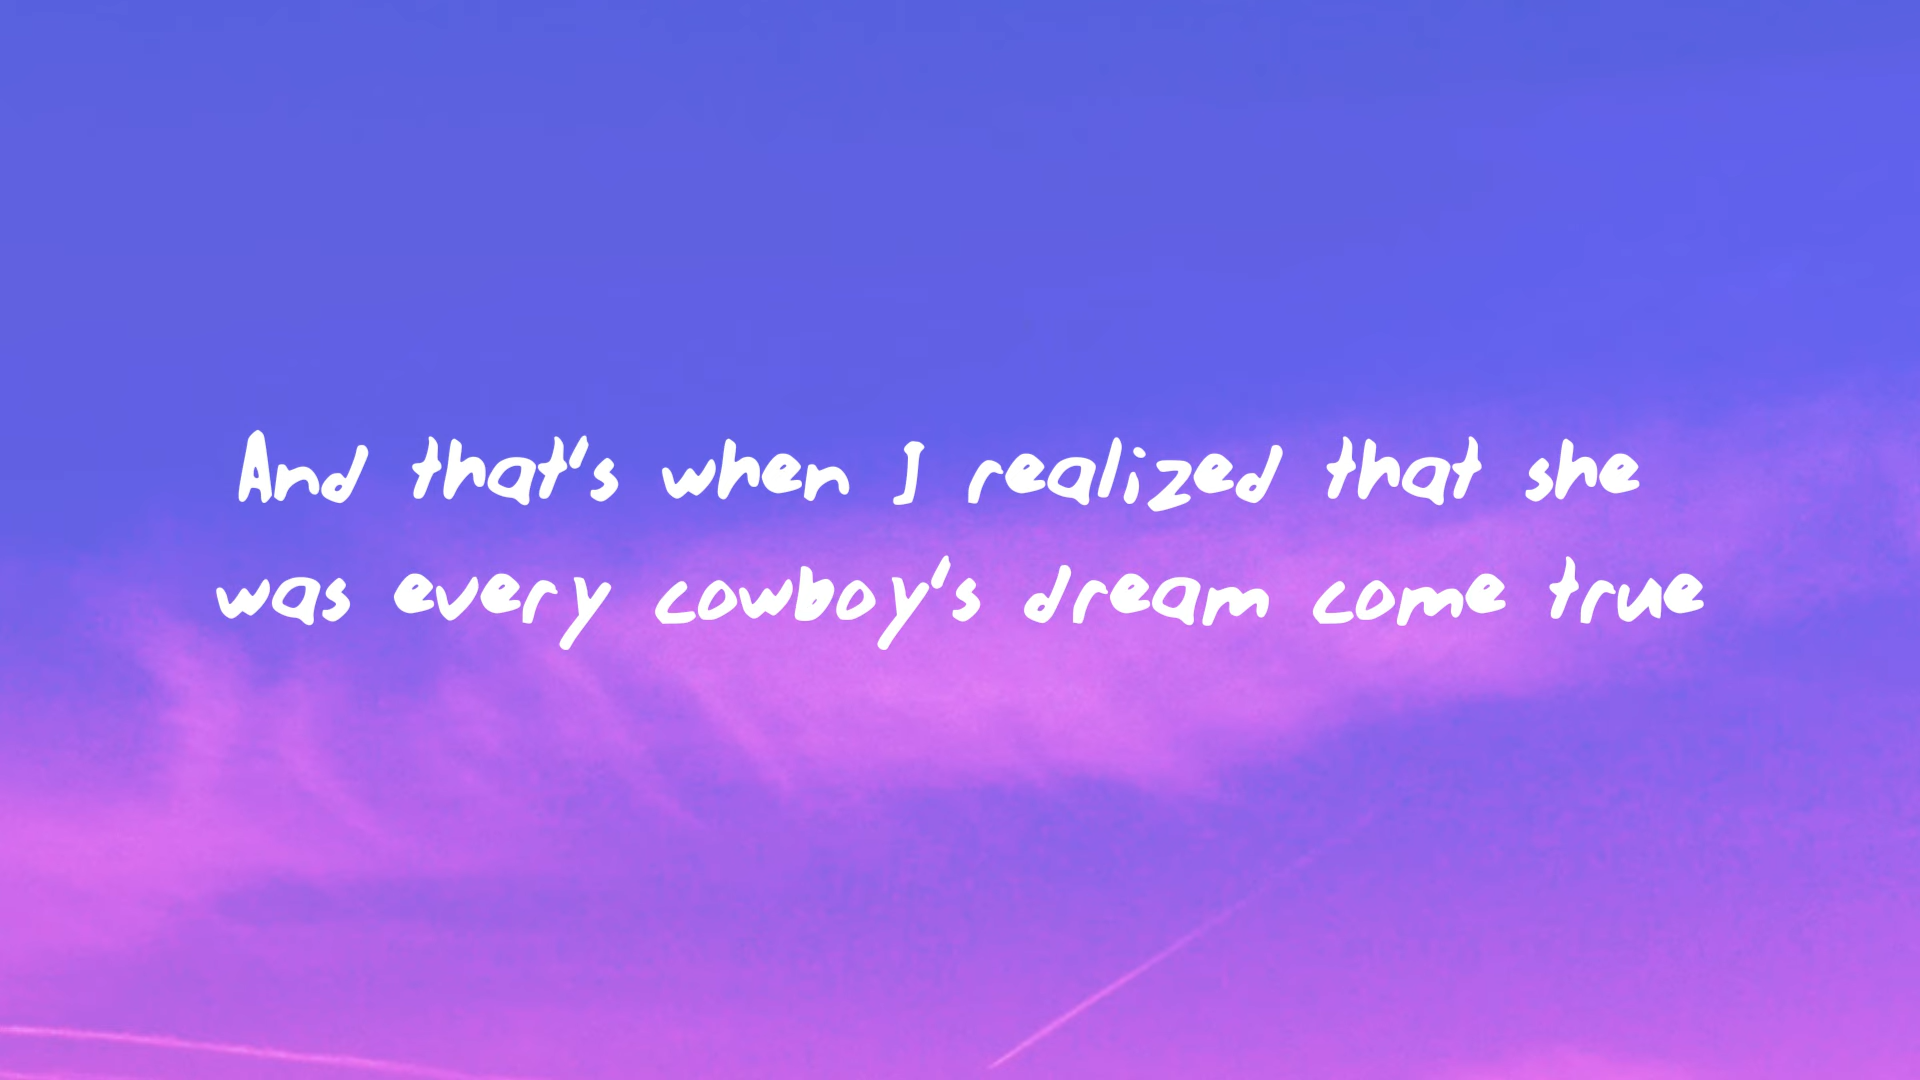 And that's when I realized that she
was every cowboy's dream come true